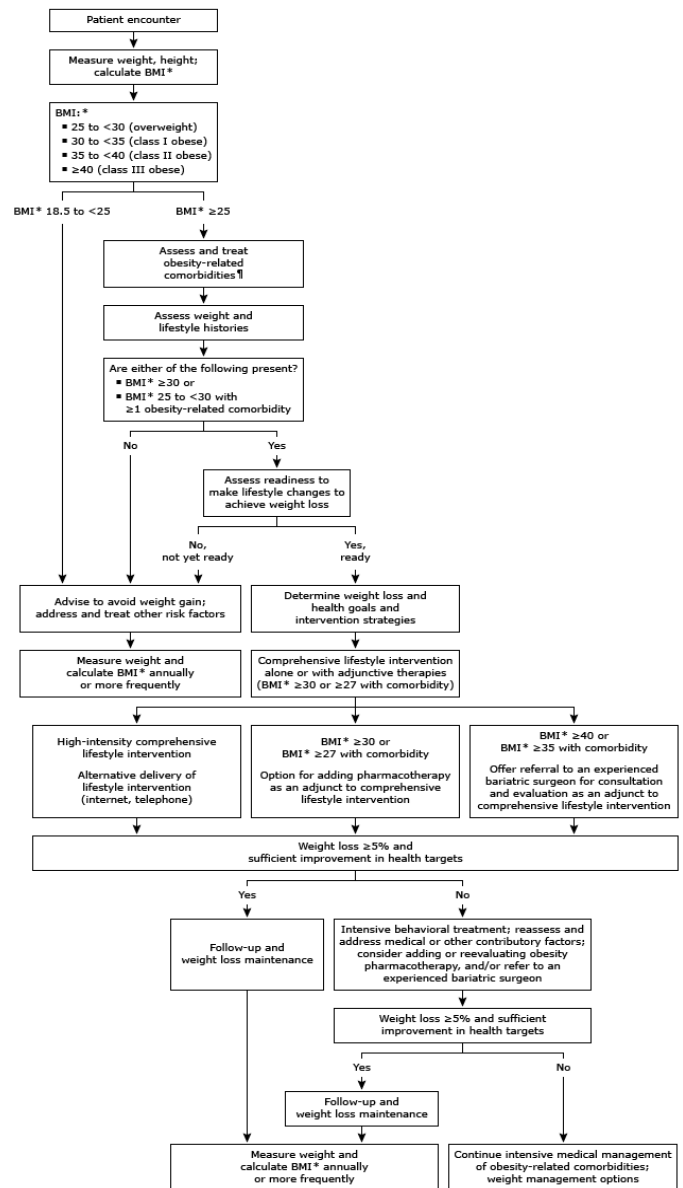 Patient encounter
Measure weight, height;
calculate BMI*
BMI:*
▪ 25 to <30 (overweight)
▪ 30 to <35 (class I obese)
▪ 35 to <40 (class II obese)
▪ ≥40 (class III obese)
BMI* 18.5 to <25
BMI* ≥25
Assess and treat
obesity-related
comorbidities¶
Assess weight and
lifestyle histories
Are either of the following present?
▪ BMI* ≥30 or
▪ BMI* 25 to <30 with
≥1 obesity-related comorbidity
No
Yes
Assess readiness to
make lifestyle changes to
achieve weight loss
No,
not yet ready
Yes,
ready
Advise to avoid weight gain;
address and treat other risk factors
Determine weight loss and
health goals and
intervention strategies
Measure weight and
calculate BMI* annually
or more frequently
Comprehensive lifestyle intervention
alone or with adjunctive therapies
(BMI* ≥30 or ≥27 with comorbidity)
High-intensity comprehensive
lifestyle intervention
Alternative delivery of
lifestyle intervention
(internet, telephone)
BMI* ≥30 or
BMI* ≥27 with comorbidity
Option for adding pharmacotherapy
as an adjunct to comprehensive
lifestyle intervention
BMI* ≥40 or
BMI* ≥35 with comorbidity
Offer referral to an experienced
bariatric surgeon for consultation
and evaluation as an adjunct to
comprehensive lifestyle intervention
Weight loss ≥5% and
sufficient improvement in health targets
Yes
No
Follow-up and
weight loss maintenance
Intensive behavioral treatment; reassess and
address medical or other contributory factors;
consider adding or reevaluating obesity
pharmacotherapy, and/or refer to an
experienced bariatric surgeon
Weight loss ≥5% and sufficient
improvement in health targets
Yes
No
Follow-up and
weight loss maintenance
Measure weight and
calculate BMI* annually
or more frequently
Continue intensive medical management
of obesity-related comorbidities;
weight management options